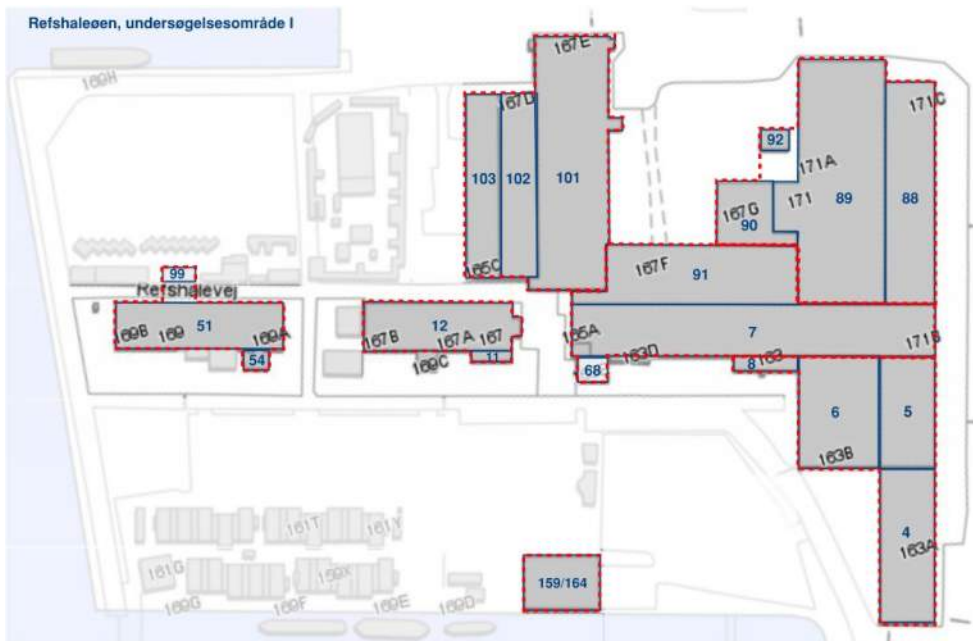 Refshaleøen, undersøgelsesområde I
167E
169H
167D
171C
92
171A
103
102
101
171
89
88
167G
90
165C
167F
99
91
Refshalevej
169B
169
51
169A
167B
12
167A
167
165A
7
171B
54
169C
11
163D
68
8
163
6
5
163B
4
163A
161T
161Y
161G
159X
159/164
169G
169F
169E
169D